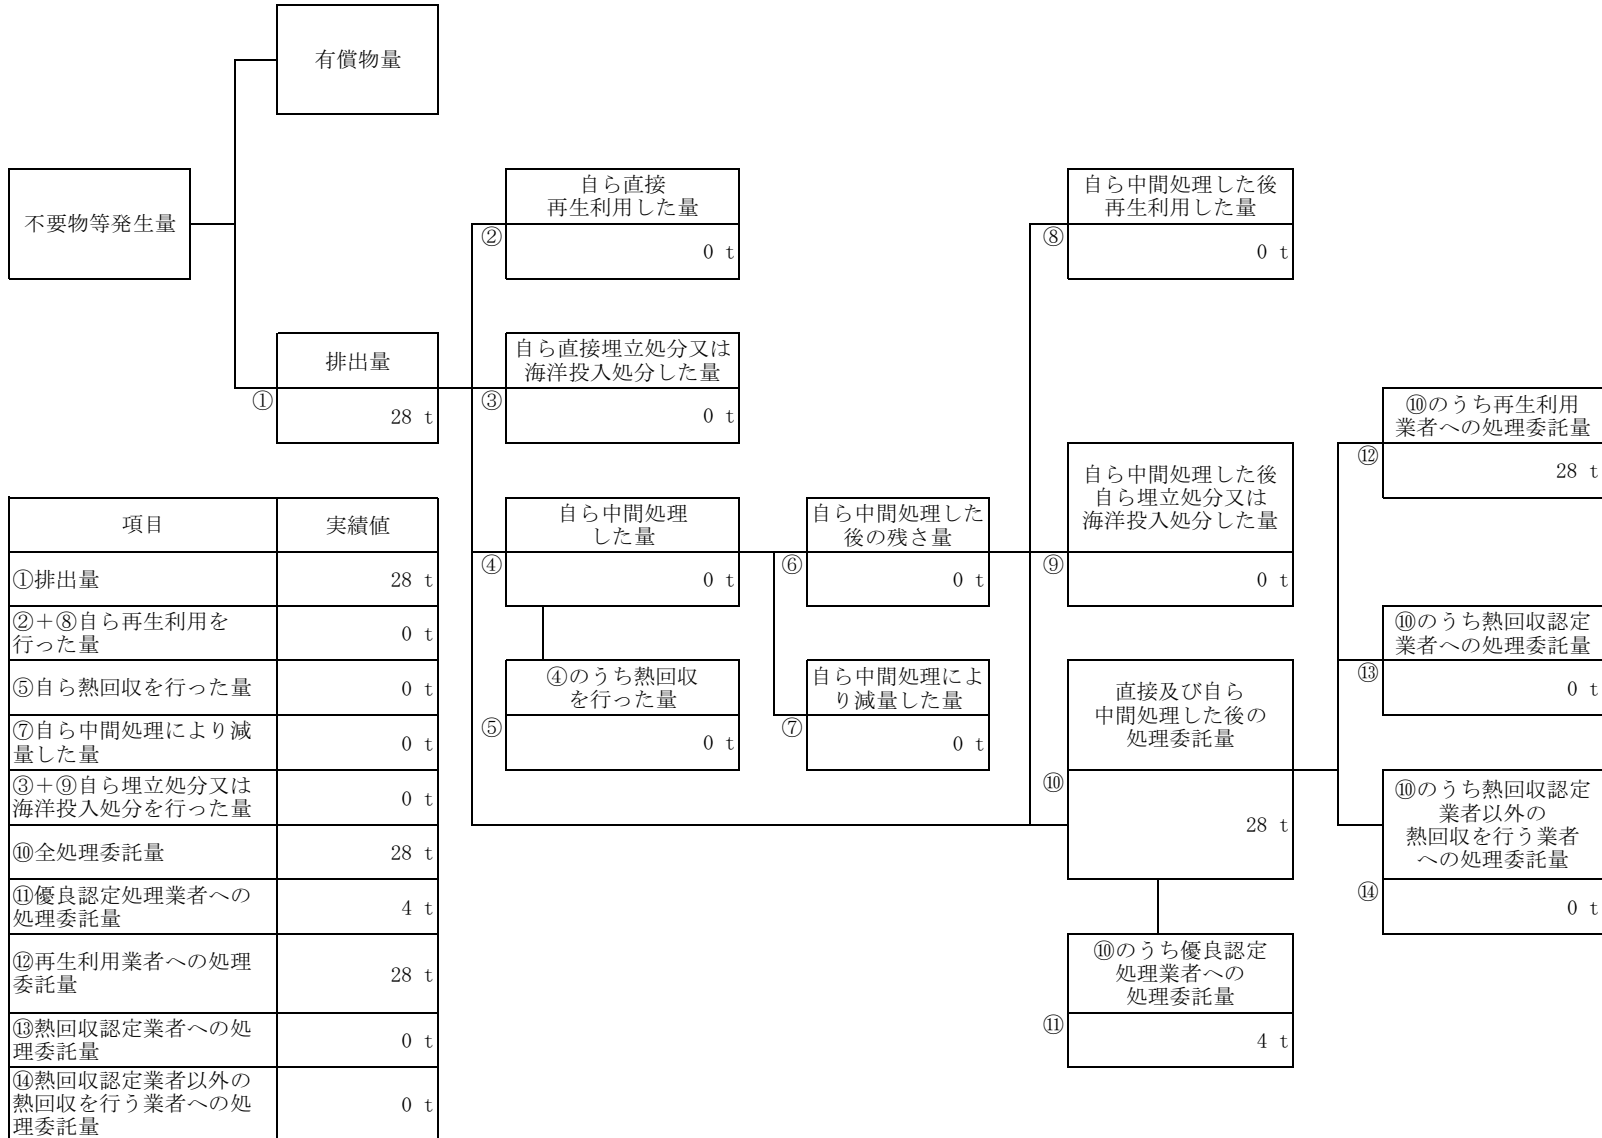 有償物量
不要物等発生量
自ら直接
再生利用した量
②
0 t
自ら中間処理した後
再生利用した量
⑧
0 t
排出量
①
28 t
自ら直接埋立処分又は
海洋投入処分した量
③
0 t
⑩のうち再生利用
業者への処理委託量
⑫
28 t
自ら中間処理
した量
④
0 t
自ら中間処理した
後の残さ量
⑥
0 t
自ら中間処理した後
自ら埋立処分又は
海洋投入処分した量
⑨
0 t
⑩のうち熱回収認定
業者への処理委託量
⑬
0 t
④のうち熱回収
を行った量
⑤
0 t
自ら中間処理によ
り減量した量
⑦
0 t
直接及び自ら
中間処理した後の
処理委託量
⑩
28 t
⑩のうち熱回収認定
業者以外の
熱回収を行う業者
への処理委託量
⑭
0 t
⑩のうち優良認定
処理業者への
処理委託量
⑪
4 t
項目 実績値
①排出量 28 t
②＋⑧自ら再生利用を
行った量 0 t
⑤自ら熱回収を行った量 0 t
⑦自ら中間処理により減
量した量 0 t
③＋⑨自ら埋立処分又は
海洋投入処分を行った量 0 t
⑩全処理委託量 28 t
⑪優良認定処理業者への
処理委託量 4 t
⑫再生利用業者への処理
委託量 28 t
⑬熱回収認定業者への処
理委託量 0 t
⑭熱回収認定業者以外の
熱回収を行う業者への処
理委託量 0 t